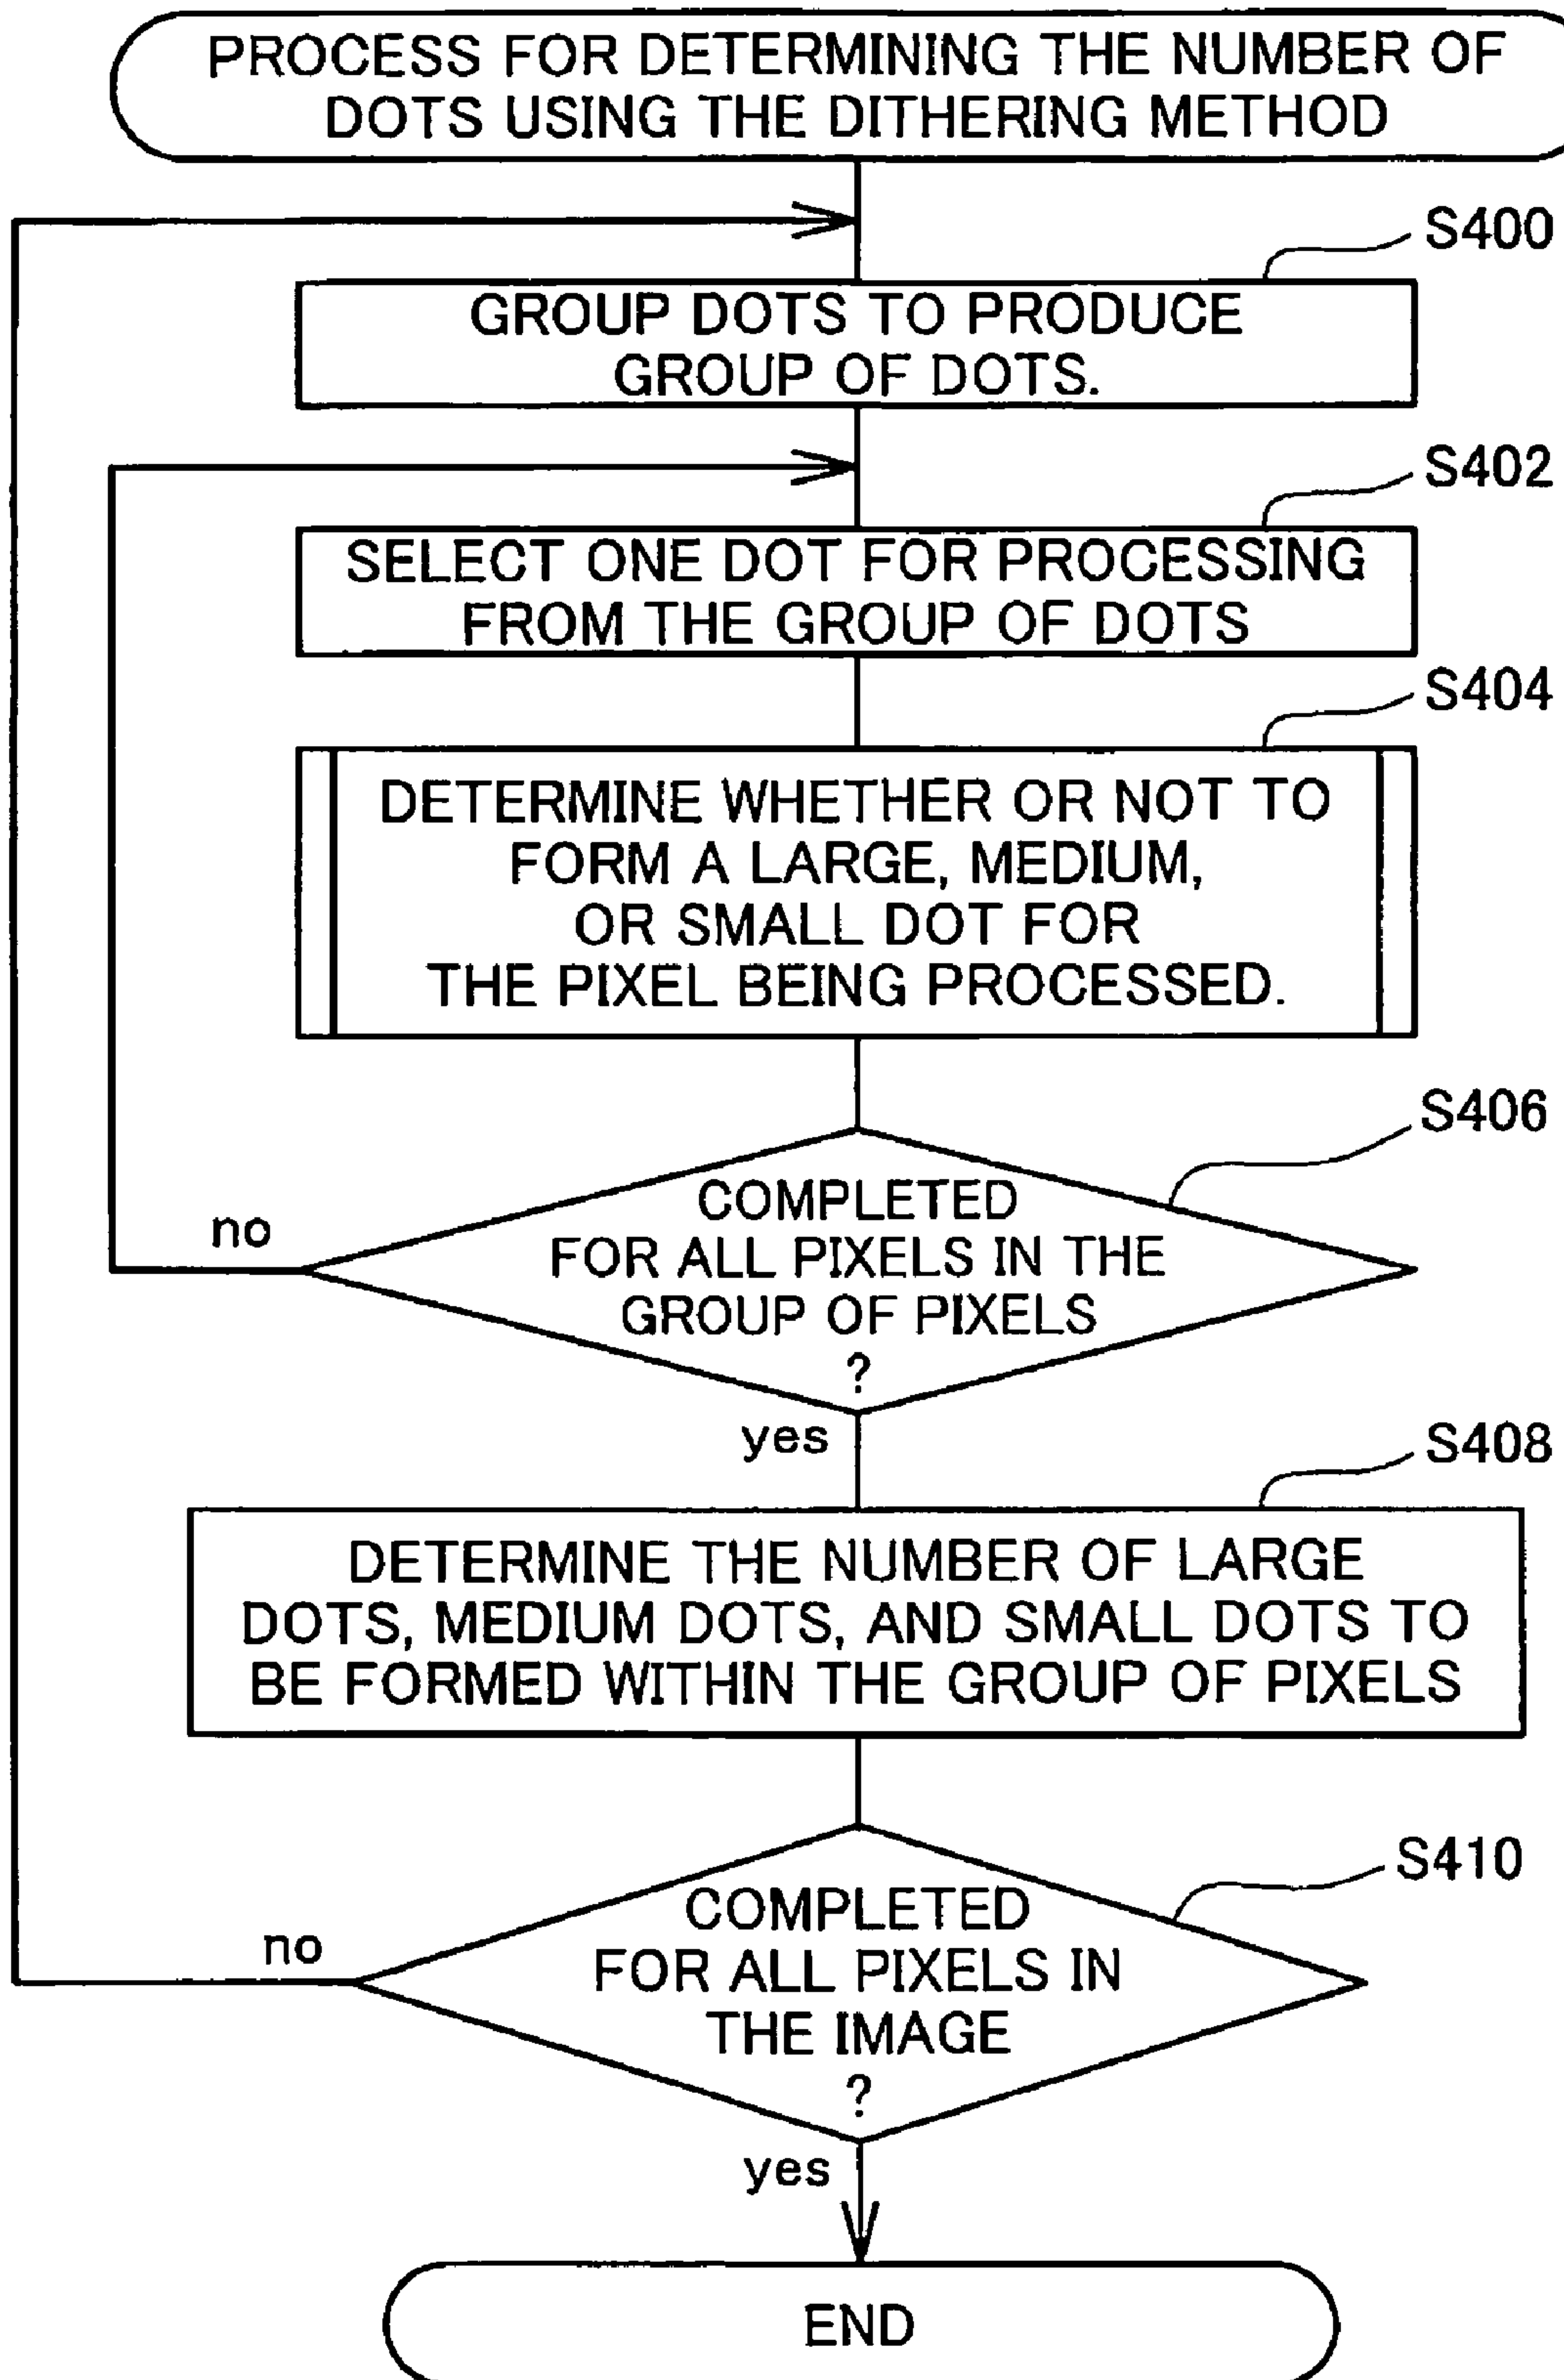 PROCESS FOR DETERMINING THE NUMBER OF
DOTS USING THE DITHERING METHOD
S400
GROUP DOTS TO PRODUCE
GROUP OF DOTS.
S402
SELECT ONE DOT FOR PROCESSING
FROM THE GROUP OF DOTS
S404
DETERMINE WHETHER OR NOT TO
FORM A LARGE, MEDIUM,
OR SMALL DOT FOR
THE PIXEL BEING PROCESSED.
S406
COMPLETED
FOR ALL PIXELS IN THE
GROUP OF PIXELS
?
no
yes
S408
DETERMINE THE NUMBER OF LARGE
DOTS, MEDIUM DOTS, AND SMALL DOTS TO
BE FORMED WITHIN THE GROUP OF PIXELS
S410
COMPLETED
FOR ALL PIXELS IN
THE IMAGE
?
no
yes
END